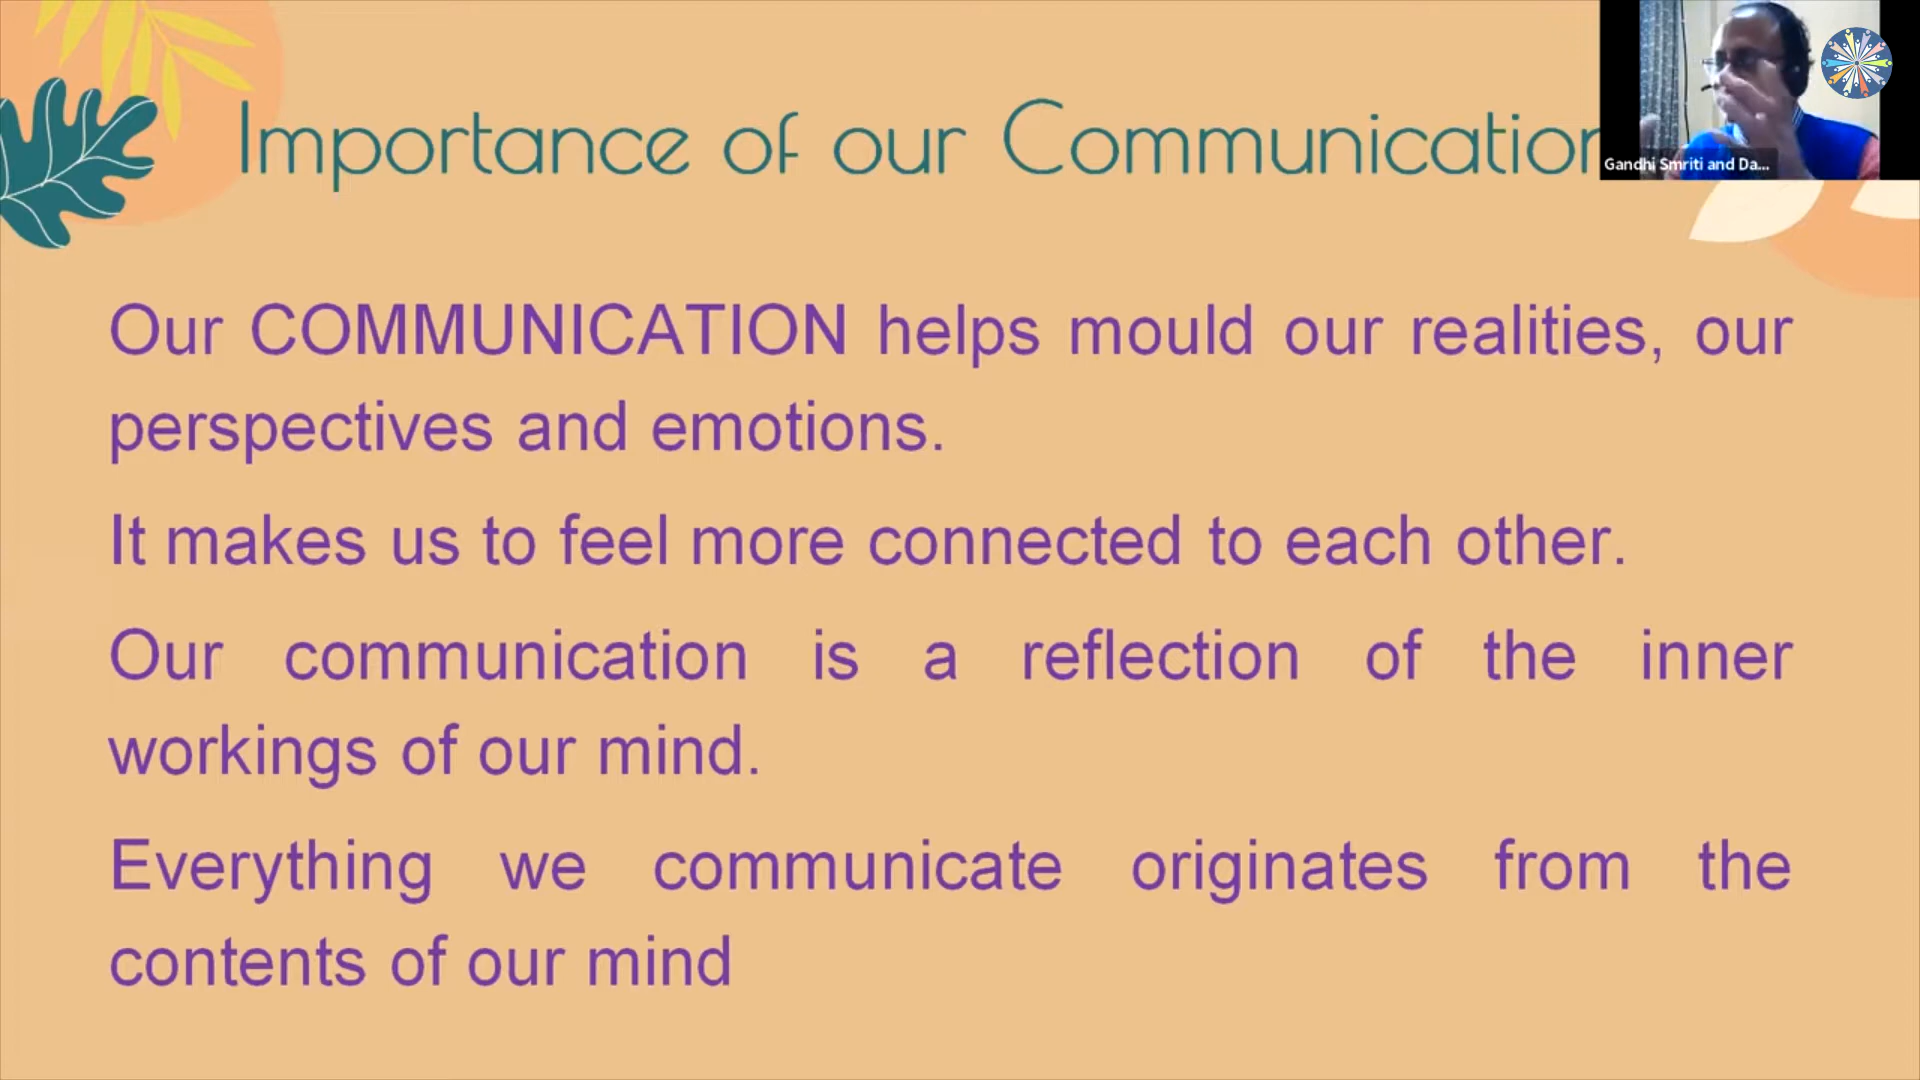 Importance of our Communication
Gandhi Smriti and Da...
Our COMMUNICATION helps mould our realities, our
perspectives and emotions.
It makes us to feel more connected to each other.
Our communication is a reflection of the inner
workings of our mind.
Everything we communicate originates from the
contents of our mind